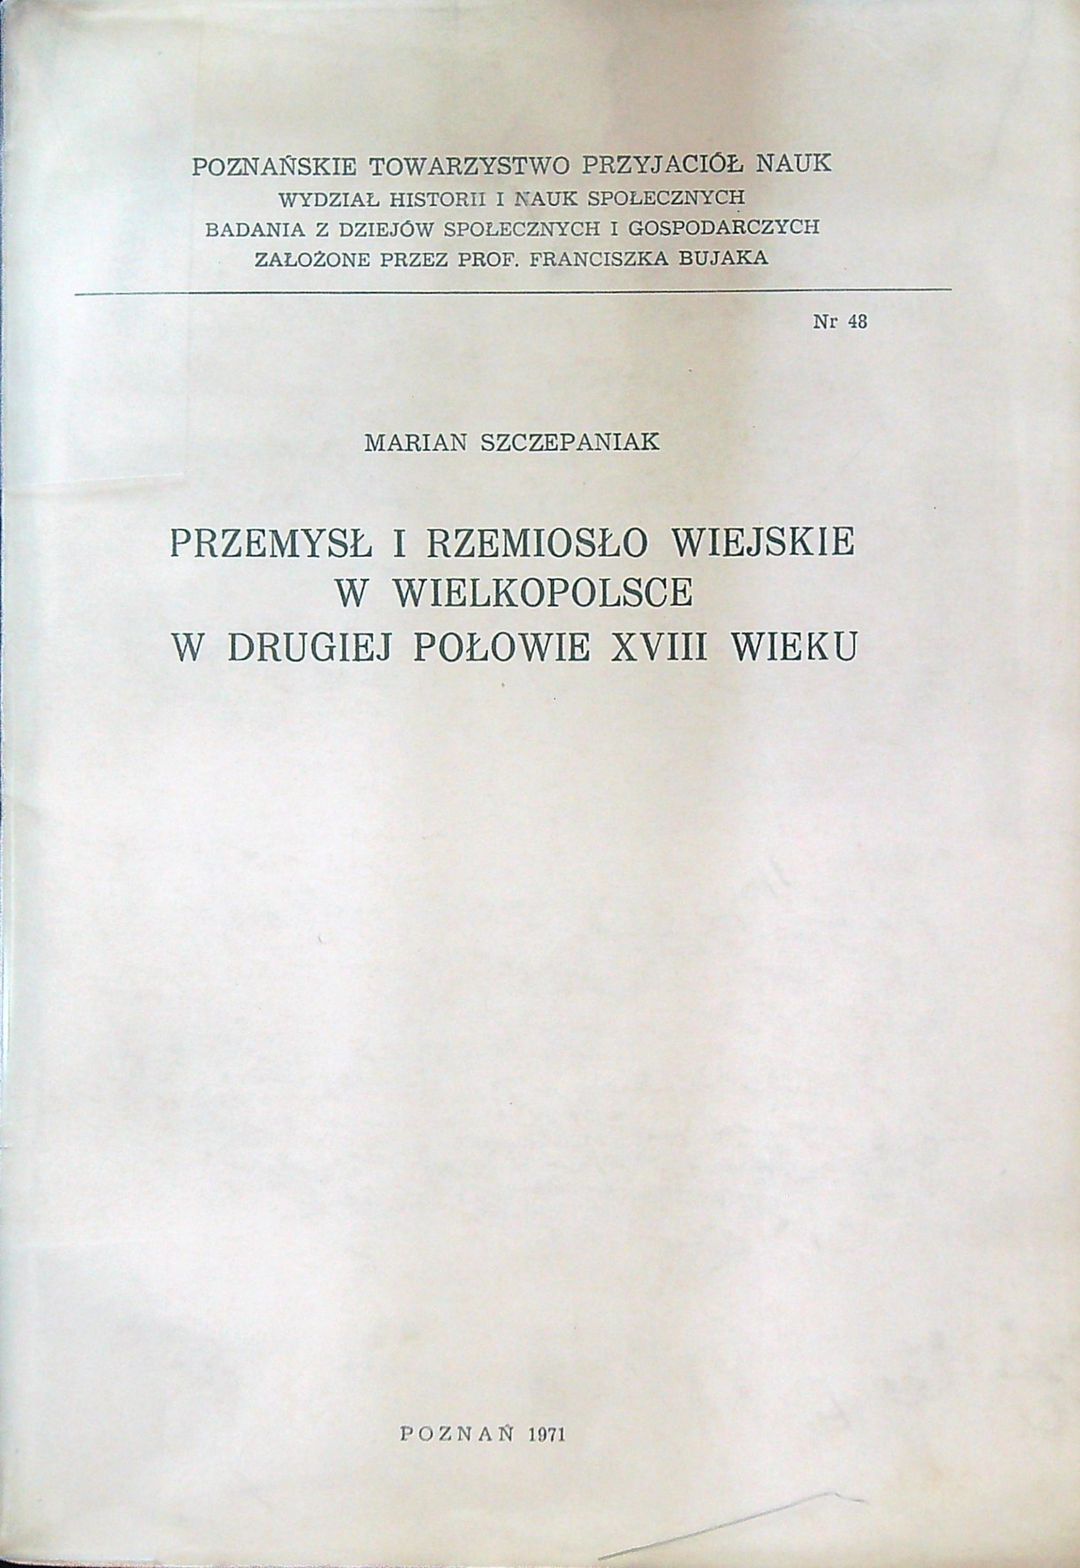 POZNAŃSKIE TOWARZYSTWO PRZYJACIÓŁ NAUK
WYDZIAŁ HISTORII I NAUK SPOŁECZNYCH
BADANIA Z DZIEJÓW SPOŁECZNYCH I GOSPODARCZYCH
ZAŁOŻONE PRZEZ PROF. FRANCISZKA BUJAKA
Nr 48
MARIAN SZCZEPANIAK
PRZEMYSŁ I RZEMIOSŁO WIEJSKIE
W WIELKOPOLSCE
W DRUGIEJ POŁOWIE XVIII WIEKU
POZNAŃ 1971